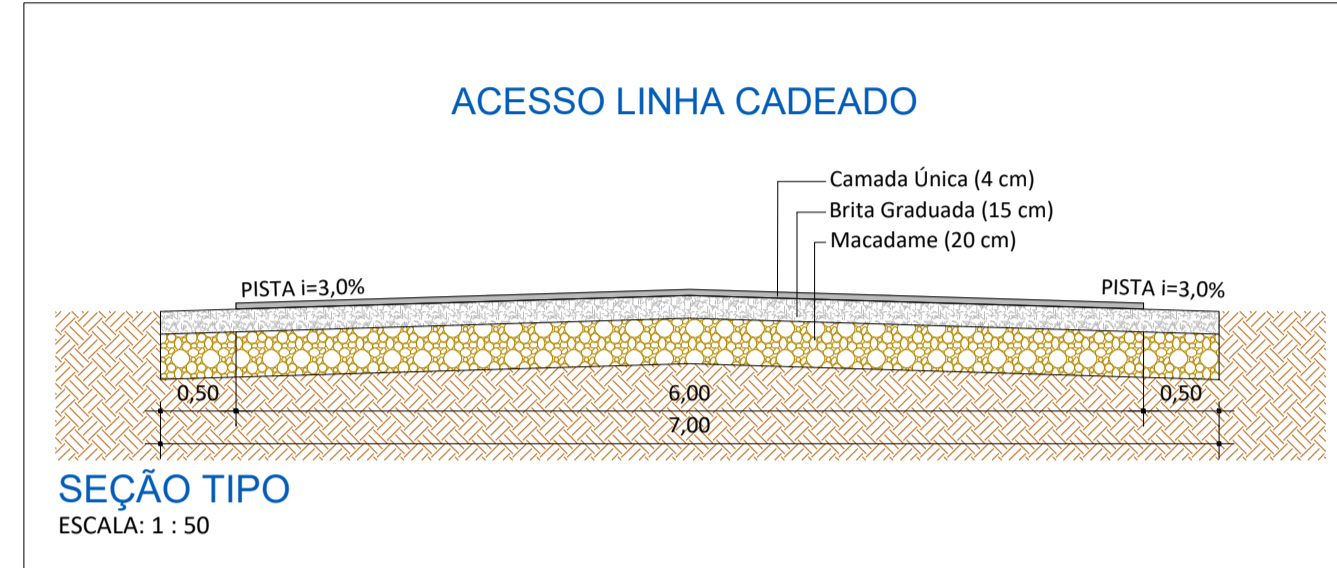 ACESSO LINHA CADEADO
Camada Única (4 cm)
Brita Graduada (15 cm)
Macadame (20 cm)
PISTA i=3,0%
PISTA i=3,0%
0,50
6,00
0,50
7,00
SEÇÃO TIPO
ESCALA: 1 : 50